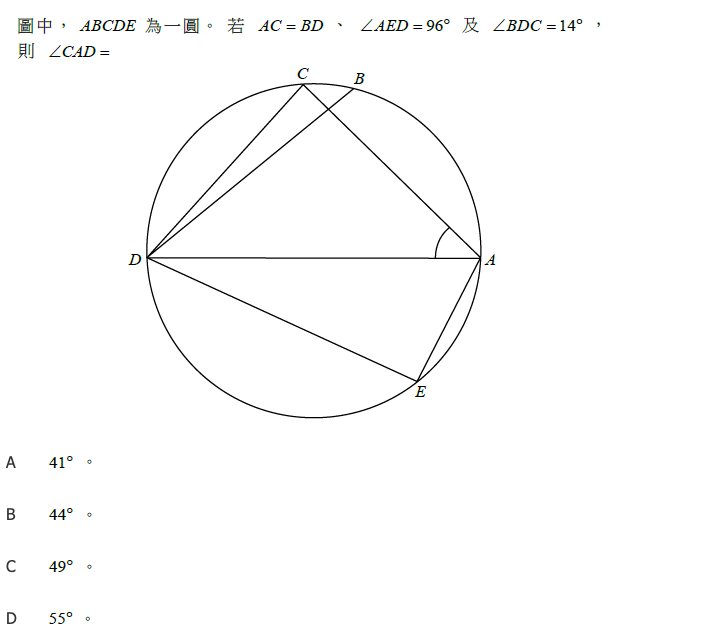 圖中， ABCDE 為一圓。 若 AC = BD 、 ∠AED = 96° 及 ∠BDC = 14° ，
則 ∠CAD =
C
B
D
A
E
A 41° 。
B 44° 。
C 49° 。
D 55° 。